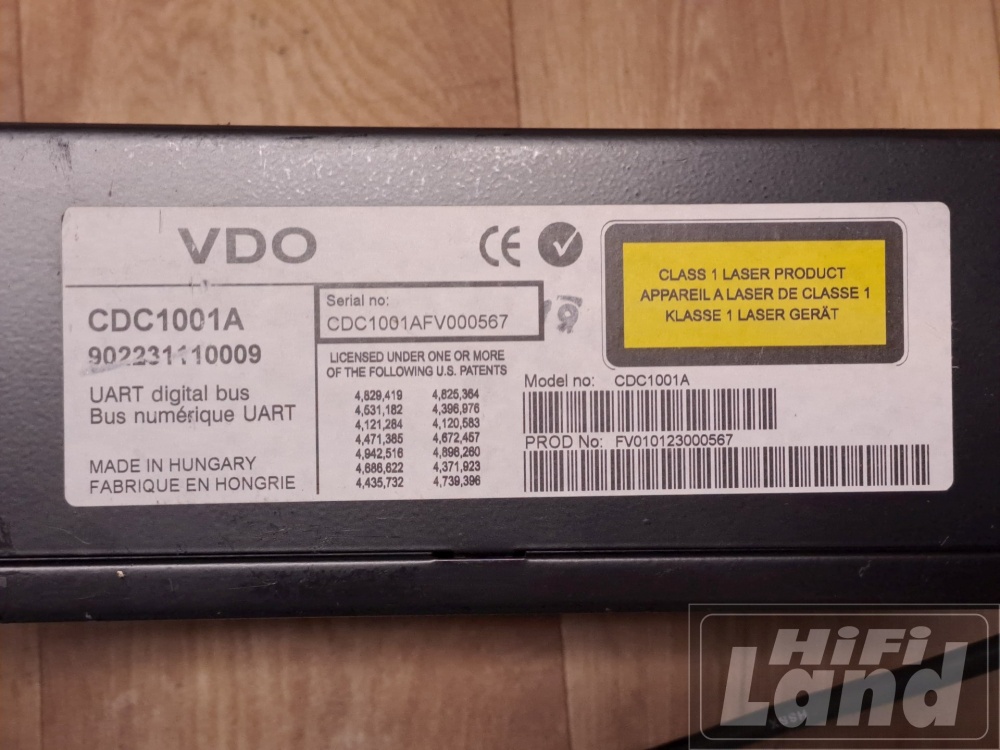 VDO
CE
CDC1001A
902231110009
UART digital bus
Bus numérique UART
MADE IN HUNGARY
FABRIQUE EN HONGRIE
Serial no:
CDC1001AFV000567
LICENSED UNDER ONE OR MORE
OF THE FOLLOWING U.S. PATENTS
4,829,419 4,825,364
4,531,182 4,396,976
4,121,284 4,120,583
4,471,385 4,672,457
4,942,516 4,896,260
4,686,622 4,371,923
4,435,732 4,739,396
CLASS 1 LASER PRODUCT
APPAREIL A LASER DE CLASSE 1
KLASSE 1 LASER GERÄT
Model no: CDC1001A
PROD No: FV010123000567
HiFi
Land